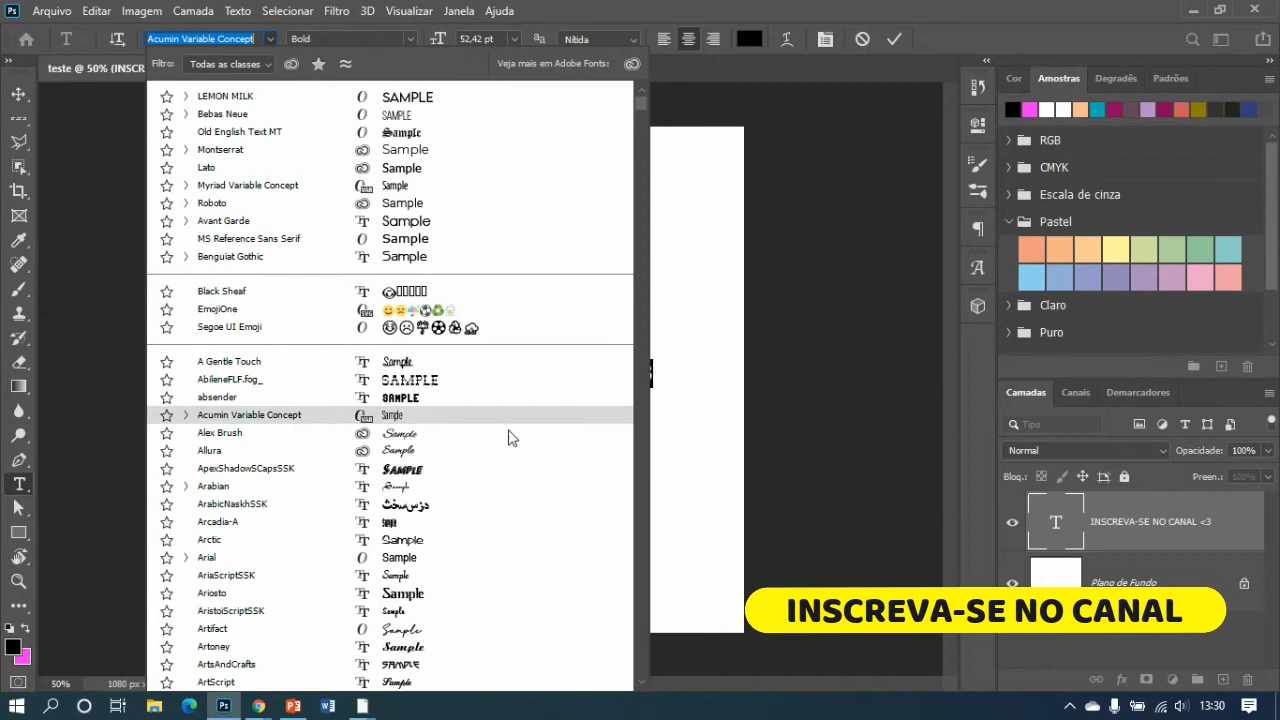 Ps Arquivo Editar Imagem Camada Texto Selecionar Filtro 3D Visualizar Janela Ajuda
Acumin Variable Concept Bold 52,42 pt Nítida
teste @ 50% (INSCR
Filtro: Todas as classes Veja mais em Adobe Fonts:
LEMON MILK SAMPLE
Bebas Neue SAMPLE
Old English Text MT Sample
Montserrat Sample
Lato Sample
Myriad Variable Concept Sample
Roboto Sample
Avant Garde Sample
MS Reference Sans Serif Sample
Benguiat Gothic Sample
Black Sheaf
EmojiOne
Segoe UI Emoji
A Gentle Touch Sample
AbileneFLF.fog_ SAMPLE
absender SAMPLE
Acumin Variable Concept Sample
Alex Brush Sample
Allura Sample
ApexShadowSCapsSSK SAMPLE
Arabian Sample
ArabicNaskhSSK
Arcadia-A Sample
Arctic Sample
Arial Sample
AriaScriptSSK Sample
Ariosto Sample
AristoiScriptSSK Sample
Artifact Sample
Artoney Sample
ArtsAndCrafts SAMPLE
ArtScript Sample
Cor Amostras Degradês Padrões
RGB
CMYK
Escala de cinza
Pastel
Claro
Puro
Camadas Canais Demarcadores
Tipo
Normal Opacidade: 100%
Bloq.: Preen.: 100%
T INSCREVA-SE NO CANAL <3
Plano de Fundo
INSCREVA-SE NO CANAL
50% 1080 px
13:30